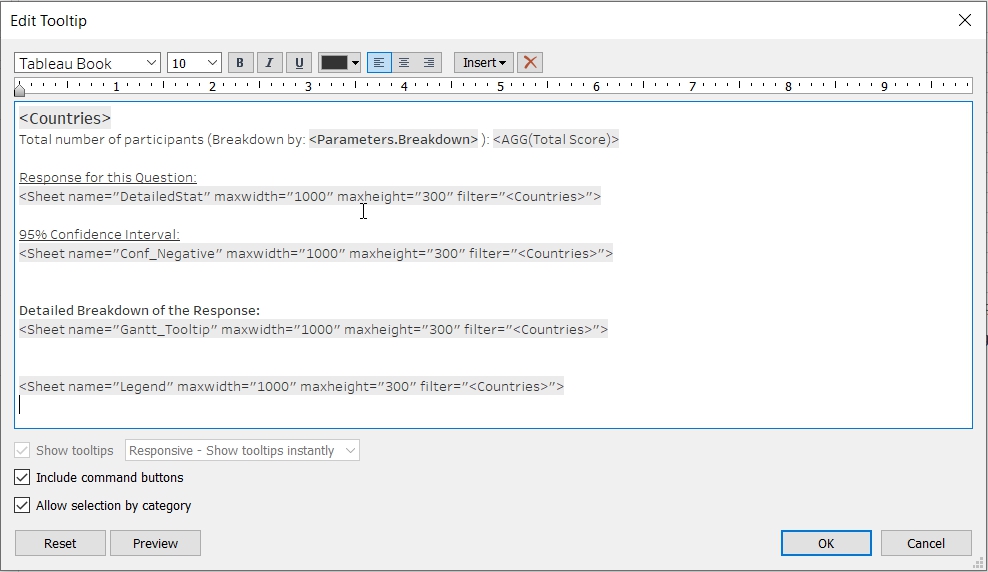 Edit Tooltip
Tableau Book 10 B I U Insert
1 2 3 4 5 6 7 8 9
<Countries>
Total number of participants (Breakdown by: <Parameters.Breakdown> ): <AGG(Total Score)>
Response for this Question:
<Sheet name="DetailedStat" maxwidth="1000" maxheight="300" filter="<Countries>">
95% Confidence Interval:
<Sheet name="Conf_Negative" maxwidth="1000" maxheight="300" filter="<Countries>">
Detailed Breakdown of the Response:
<Sheet name="Gantt_Tooltip" maxwidth="1000" maxheight="300" filter="<Countries>">
<Sheet name="Legend" maxwidth="1000" maxheight="300" filter="<Countries>">
Show tooltips Responsive - Show tooltips instantly
Include command buttons
Allow selection by category
Reset Preview OK Cancel